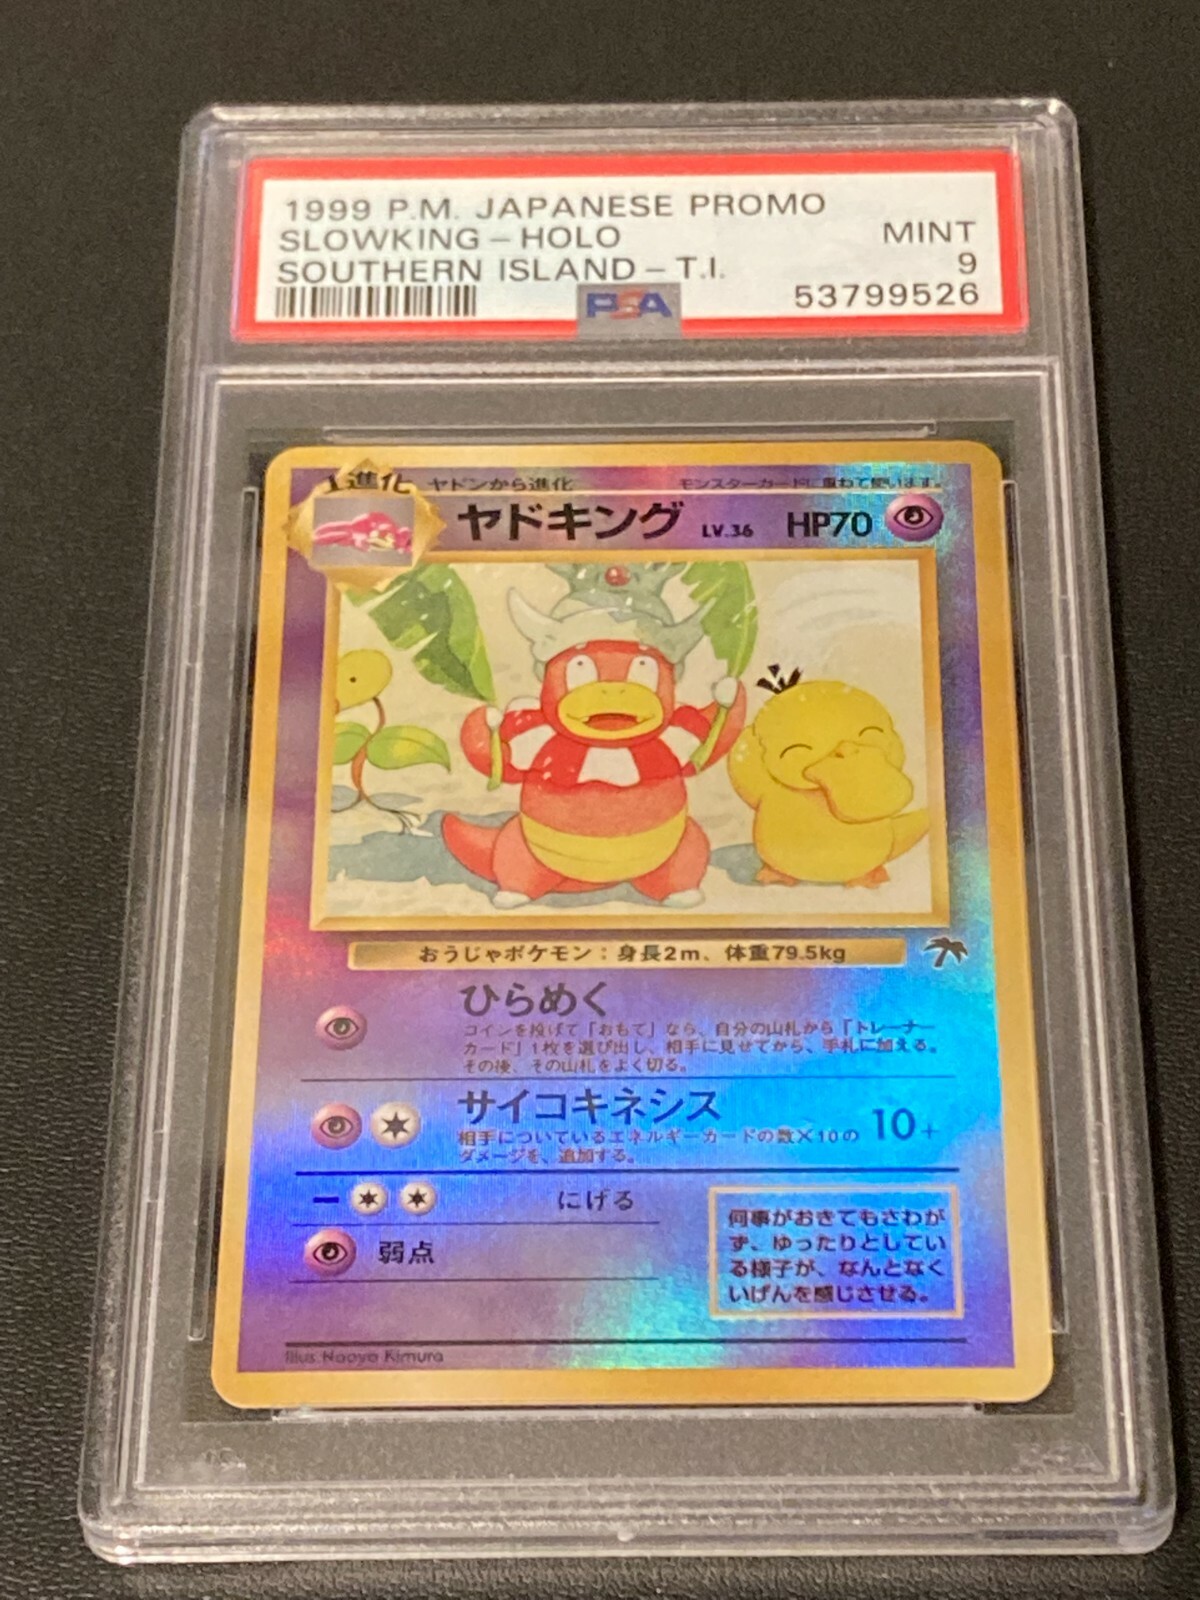 1999 P.M. JAPANESE PROMO
SLOWKING - HOLO MINT
SOUTHERN ISLAND - T.I. 9
PSA 53799526
1進化 ヤドンから進化 モンスターカードに重ねて使います。
ヤドキング LV.36 HP70
おうじゃポケモン：身長2m、体重79.5kg
ひらめく
コインを投げて「おもて」なら、自分の山札から「トレーナー
カード」1枚を選び出し、相手に見せてから、手札に加える。
その後、その山札をよく切る。
サイコキネシス 10+
相手についているエネルギーカードの数×10の
ダメージを、追加する。
にげる
弱点
何事がおきてもさわが
ず、ゆったりとしてい
る様子が、なんとなく
いげんを感じさせる。
Illus. Naoyo Kimura